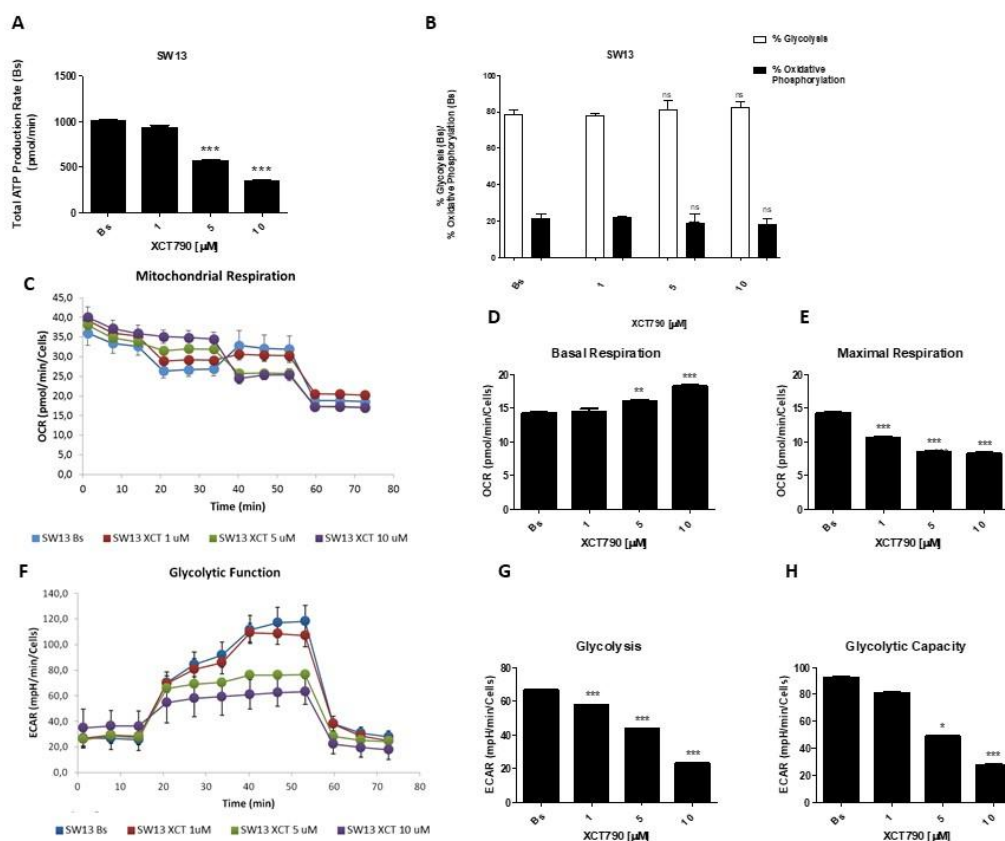 A
SW13
Total ATP Production Rate (Bs)
(pmol/min)
1500
1000
500
0
***
***
Bs
1
5
10
XCT790 [µM]
B
% Glycolysis
% Oxidative
Phosphorylation
SW13
% Glycolysis (Bs)/
% Oxidative Phosphorylation (Bs)
100
80
60
40
20
0
ns
ns
ns
ns
Bs
1
5
10
XCT790 [µM]
C
Mitochondrial Respiration
OCR (pmol/min/Cells)
45,0
40,0
35,0
30,0
25,0
20,0
15,0
10,0
5,0
0,0
0 10 20 30 40 50 60 70 80
Time (min)
SW13 Bs SW13 XCT 1 uM SW13 XCT 5 uM SW13 XCT 10 uM
D
Basal Respiration
OCR (pmol/min/Cells)
20
15
10
5
0
**
***
Bs
1
5
10
XCT790 [µM]
E
Maximal Respiration
OCR (pmol/min/Cells)
20
15
10
5
0
***
***
***
Bs
1
5
10
XCT790 [µM]
F
Glycolytic Function
ECAR (mpH/min/Cells)
140,0
120,0
100,0
80,0
60,0
40,0
20,0
0,0
0 10 20 30 40 50 60 70 80
Time (min)
SW13 Bs SW13 XCT 1uM SW13 XCT 5 uM SW13 XCT 10 uM
G
Glycolysis
ECAR (mpH/min/Cells)
80
60
40
20
0
***
***
***
Bs
1
5
10
XCT790 [µM]
H
Glycolytic Capacity
ECAR (mpH/min/Cells)
100
80
60
40
20
0
*
***
Bs
1
5
10
XCT790 [µM]